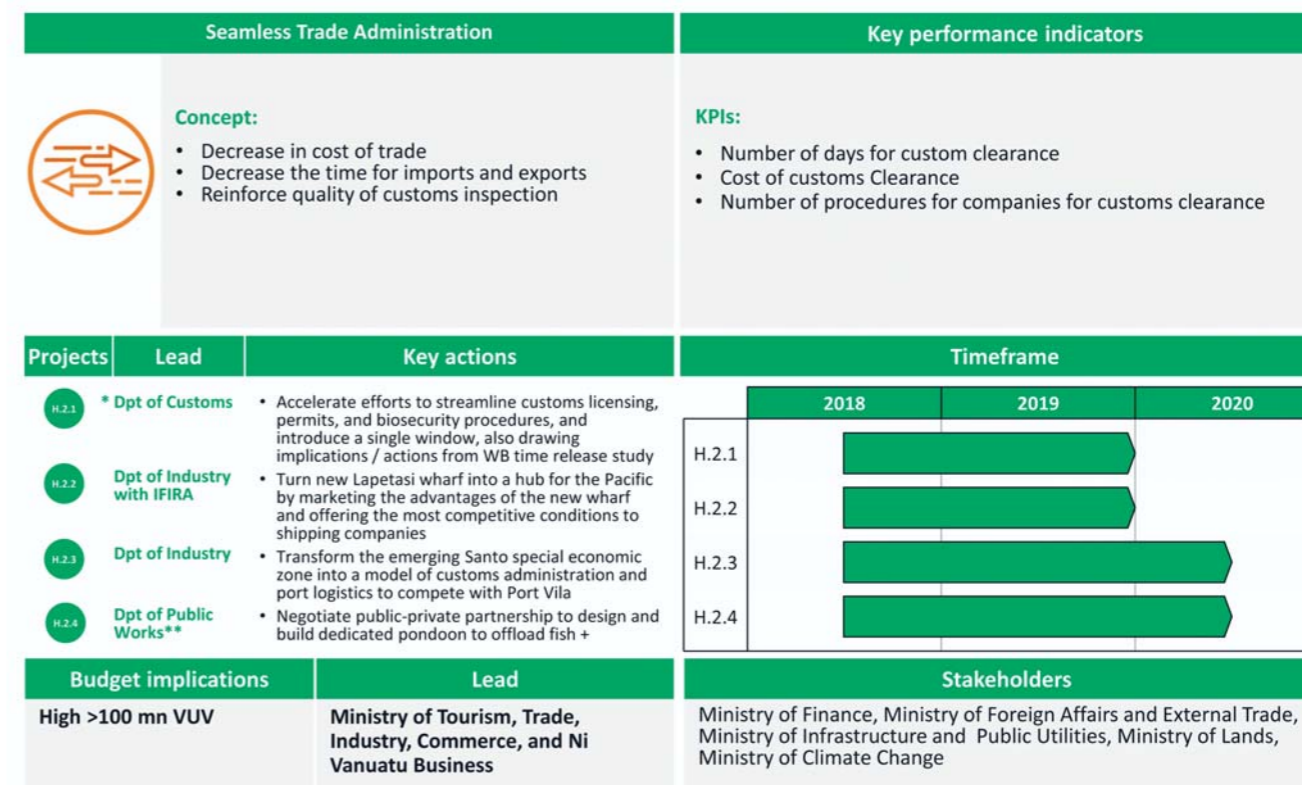 Seamless Trade Administration
Key performance indicators
Concept:
• Decrease in cost of trade
• Decrease the time for imports and exports
• Reinforce quality of customs inspection
KPIs:
• Number of days for custom clearance
• Cost of customs Clearance
• Number of procedures for companies for customs clearance
Projects
Lead
Key actions
Timeframe
H.2.1
* Dpt of Customs
• Accelerate efforts to streamline customs licensing,
permits, and biosecurity procedures, and
introduce a single window, also drawing
implications / actions from WB time release study
H.2.2
Dpt of Industry
with IFIRA
• Turn new Lapetasi wharf into a hub for the Pacific
by marketing the advantages of the new wharf
and offering the most competitive conditions to
shipping companies
H.2.3
Dpt of Industry
• Transform the emerging Santo special economic
zone into a model of customs administration and
port logistics to compete with Port Vila
H.2.4
Dpt of Public
Works**
• Negotiate public-private partnership to design and
build dedicated pondoon to offload fish +
2018
2019
2020
H.2.1
H.2.2
H.2.3
H.2.4
Budget implications
Lead
Stakeholders
High >100 mn VUV
Ministry of Tourism, Trade,
Industry, Commerce, and Ni
Vanuatu Business
Ministry of Finance, Ministry of Foreign Affairs and External Trade,
Ministry of Infrastructure and Public Utilities, Ministry of Lands,
Ministry of Climate Change